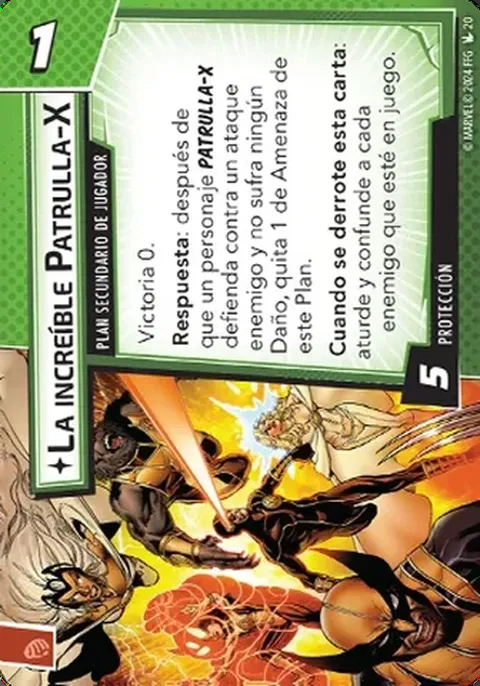 1
LA INCREÍBLE PATRULLA-X
PLAN SECUNDARIO DE JUGADOR
Victoria 0.
Respuesta: después de
que un personaje PATRULLA-X
defienda contra un ataque
enemigo y no sufra ningún
Daño, quita 1 de Amenaza de
este Plan.
Cuando se derrote esta carta:
aturde y confunde a cada
enemigo que esté en juego.
5
PROTECCIÓN
© MARVEL © 2024 FFG 20